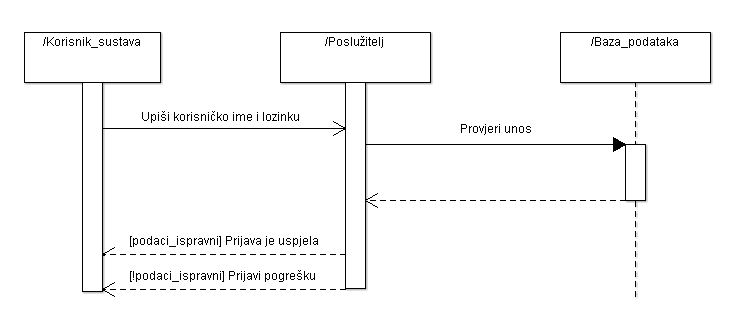 /Korisnik_sustava
/Poslužitelj
/Baza_podataka
Upiši korisničko ime i lozinku
Provjeri unos
[podaci_ispravni] Prijava je uspjela
[!podaci_ispravni] Prijavi pogrešku